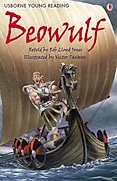 USBORNE YOUNG READING
Beowulf
Retold by Rob Lloyd Jones
Illustrated by Victor Tavares